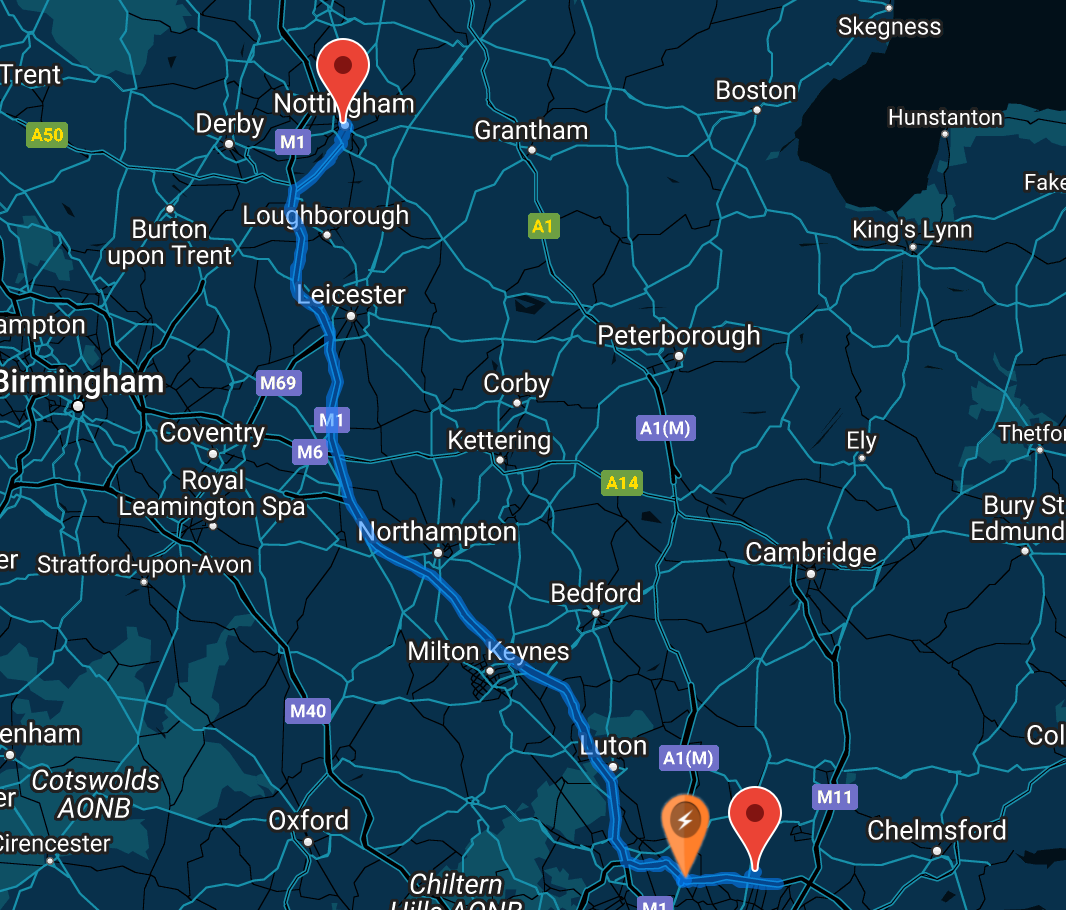 Skegness
Trent
Boston
Nottingham
Hunstanton
Derby
Grantham
A50
M1
Fake
Loughborough
A1
King's Lynn
Burton
upon Trent
Leicester
ampton
Peterborough
Birmingham
M69
Corby
M1
A1(M)
Coventry
Kettering
Ely
Thetfor
M6
Royal
Leamington Spa
A14
Bury St
Edmund
Northampton
er
Stratford-upon-Avon
Cambridge
Bedford
Milton Keynes
M40
enham
Luton
Col
A1(M)
Cotswolds
AONB
er
M11
Oxford
Chelmsford
Cirencester
Chiltern
Hills AONB
M1